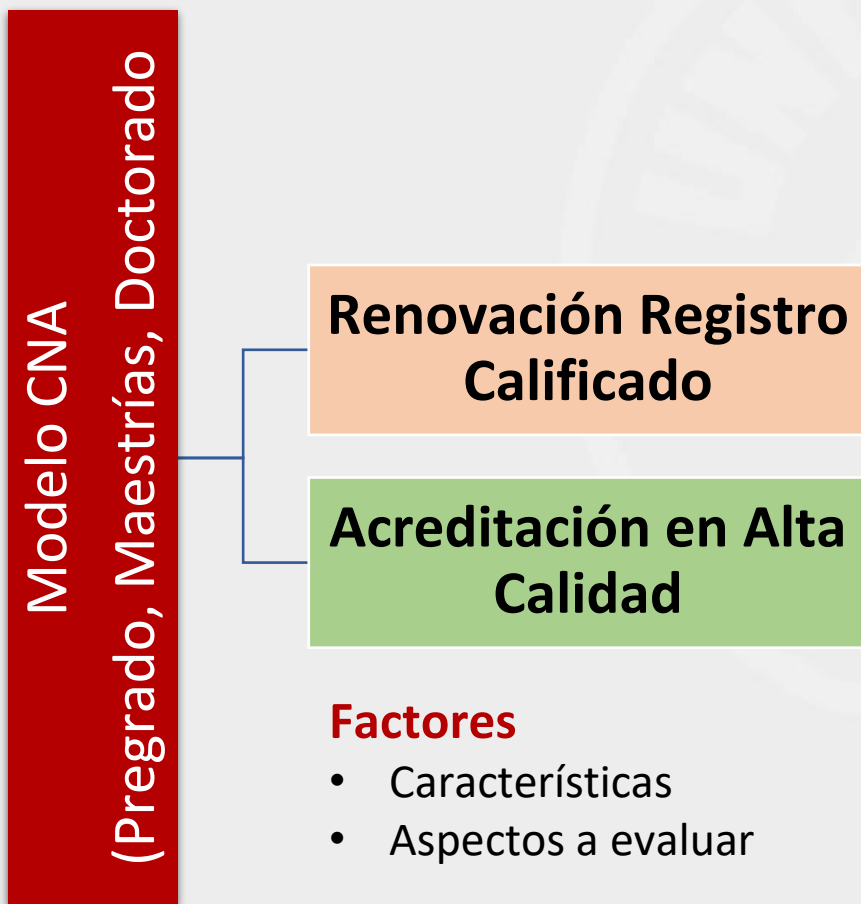 Modelo CNA
(Pregrado, Maestrías, Doctorado
Renovación Registro
Calificado
Acreditación en Alta
Calidad
Factores
• Características
• Aspectos a evaluar